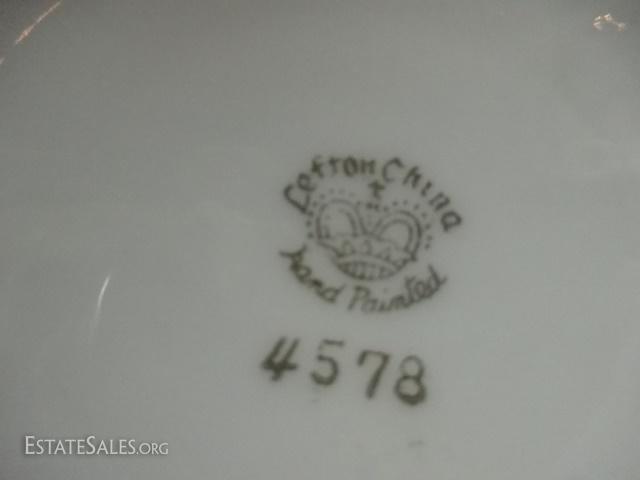 Lefton China
Hand Painted
4578
ESTATESALES.ORG